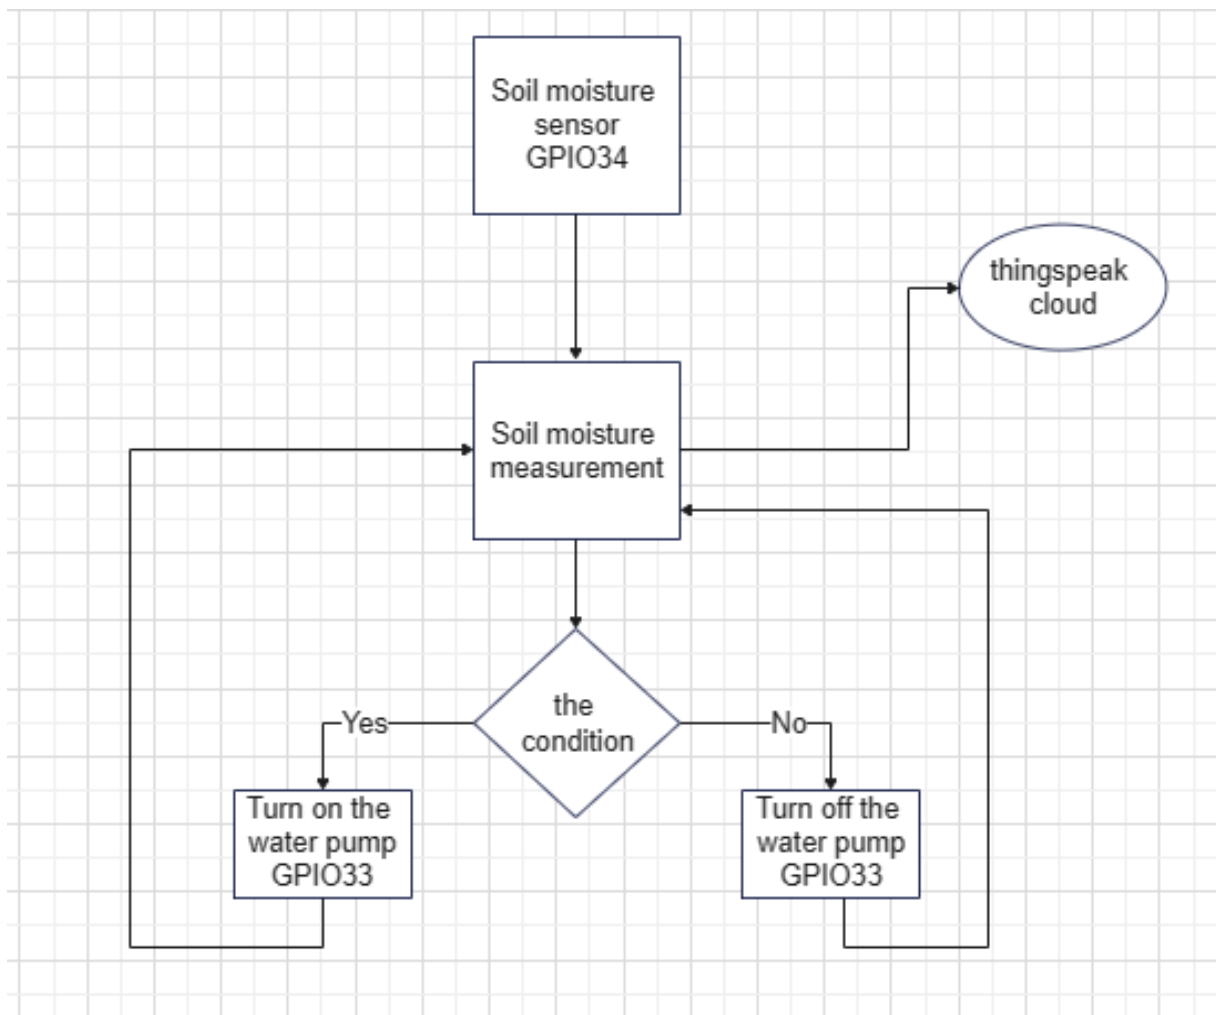 Soil moisture
sensor
GPIO34
thingspeak
cloud
Soil moisture
measurement
the
condition
Yes
No
Turn on the
water pump
GPIO33
Turn off the
water pump
GPIO33